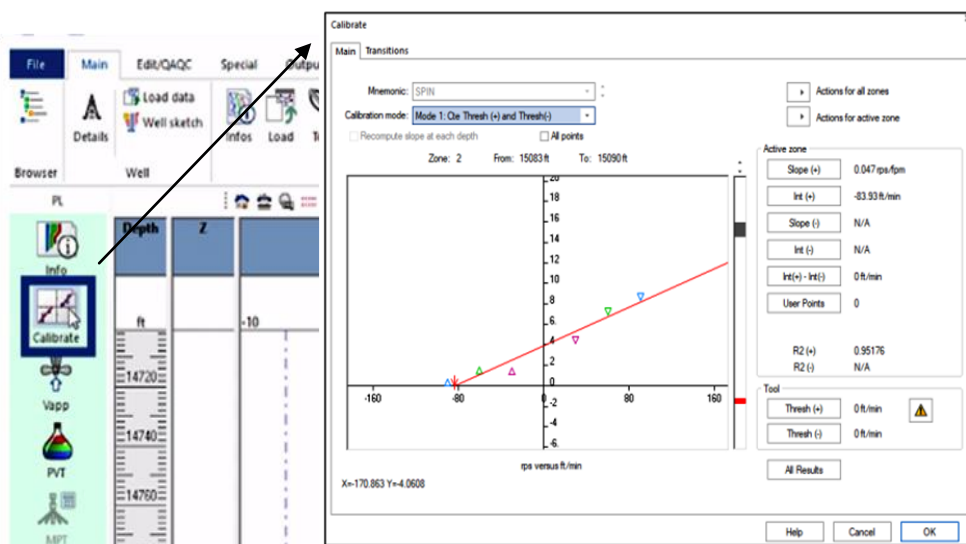 File Main Edit/QAQC Special Outpu
Load data
Well sketch
Details
Infos Load
Browser Well
PL
Info
Calibrate
Vapp
PVT
MPT
Depth Z
ft -10
14720
14740
14760
Calibrate
Main Transitions
Mnemonic: SPIN
Calibration mode: Mode 1: Cte Thresh (+) and Thresh(-)
Recompute slope at each depth All points
Zone: 2 From: 15083 ft To: 15090 ft
20
18
16
14
12
10
8
6
4
2
0
-2
-4
-6
-160 -80 0 80 160
rps versus ft/min
X=-170.863 Y=-4.0608
Actions for all zones
Actions for active zone
Active zone
Slope (+) 0.047 rps/fpm
Int (+) -83.93 ft/min
Slope (-) N/A
Int (-) N/A
Int(+) - Int(-) 0 ft/min
User Points 0
R2 (+) 0.95176
R2 (-) N/A
Tool
Thresh (+) 0 ft/min
Thresh (-) 0 ft/min
All Results
Help Cancel OK